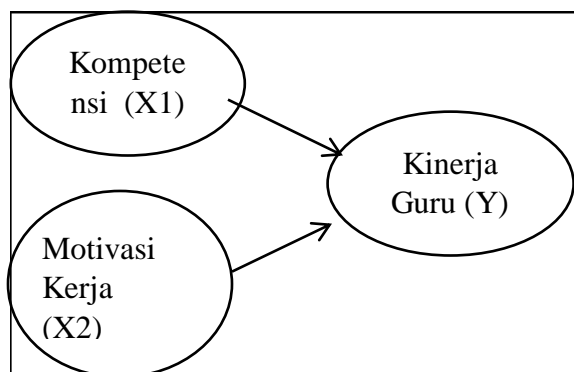 Kompete
nsi (X1)
Kinerja
Guru (Y)
Motivasi
Kerja
(X2)